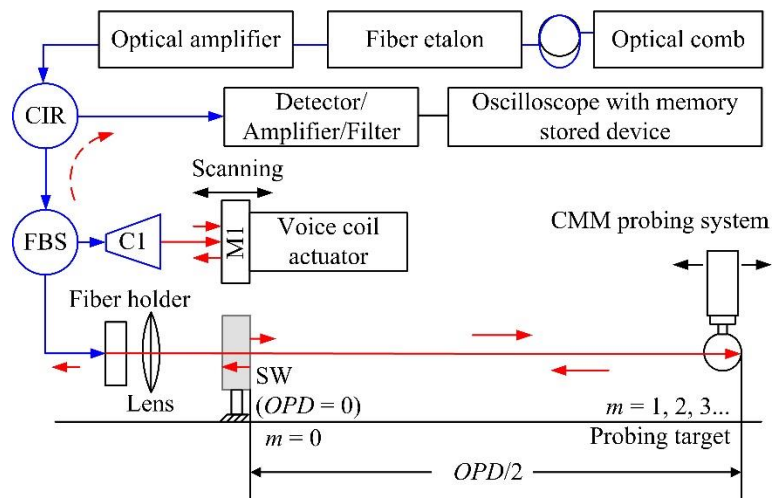 Optical amplifier
Fiber etalon
Optical comb
CIR
Detector/
Amplifier/Filter
Oscilloscope with memory
stored device
Scanning
FBS
C1
M1
Voice coil
actuator
CMM probing system
Fiber holder
Lens
SW
(OPD = 0)
m = 0
m = 1, 2, 3...
Probing target
OPD/2